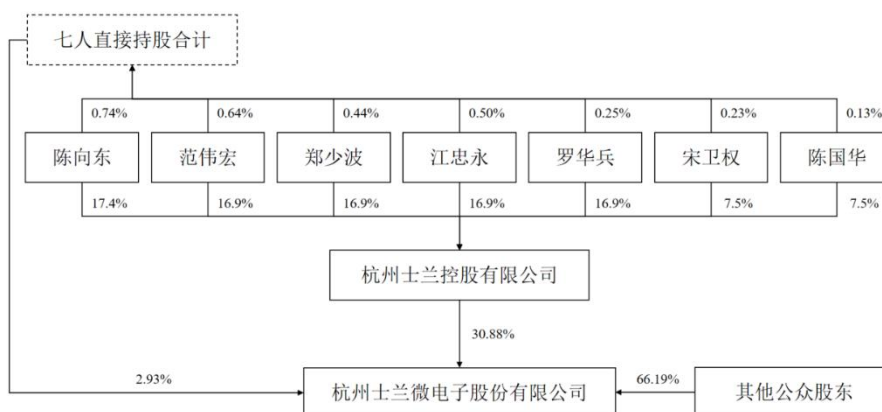 七人直接持股合计
0.74%
0.64%
0.44%
0.50%
0.25%
0.23%
0.13%
陈向东
范伟宏
郑少波
江忠永
罗华兵
宋卫权
陈国华
17.4%
16.9%
16.9%
16.9%
16.9%
7.5%
7.5%
杭州士兰控股有限公司
30.88%
2.93%
杭州士兰微电子股份有限公司
66.19%
其他公众股东